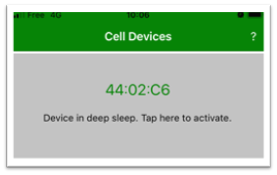 Free 4G 10:06
Cell Devices ?
44:02:C6
Device in deep sleep. Tap here to activate.